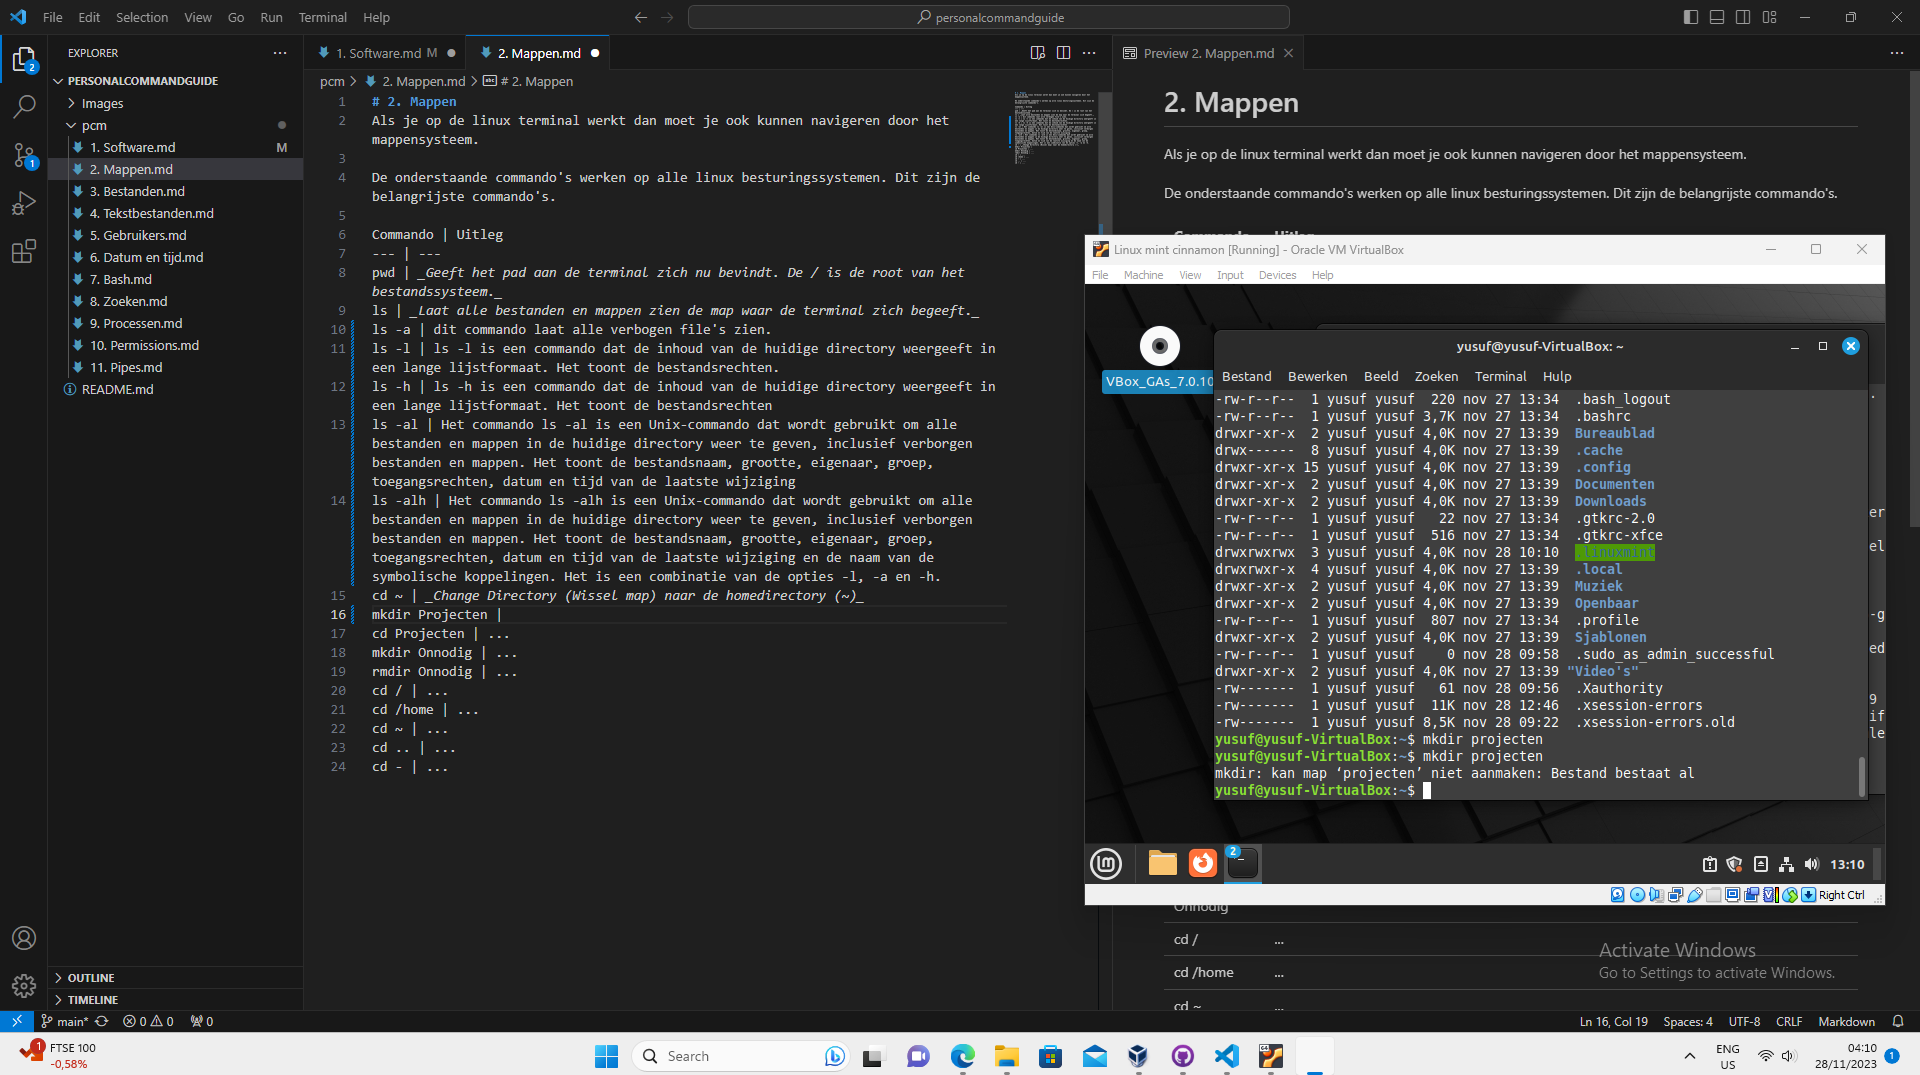 File Edit Selection View Go Run Terminal Help
personalcommandguide
EXPLORER
PERSONALCOMMANDGUIDE
Images
pcm
1. Software.md M
2. Mappen.md
3. Bestanden.md
4. Tekstbestanden.md
5. Gebruikers.md
6. Datum en tijd.md
7. Bash.md
8. Zoeken.md
9. Processen.md
10. Permissions.md
11. Pipes.md
README.md
OUTLINE
TIMELINE
2
1
1. Software.md M
2. Mappen.md
pcm > 2. Mappen.md > # 2. Mappen
1 # 2. Mappen
2 Als je op de linux terminal werkt dan moet je ook kunnen navigeren door het
mappensysteem.
3
4 De onderstaande commando's werken op alle linux besturingssystemen. Dit zijn de
belangrijste commando's.
5
6 Commando | Uitleg
7 --- | ---
8 pwd | _Geeft het pad aan de terminal zich nu bevindt. De / is de root van het
bestandssysteem._
9 ls | _Laat alle bestanden en mappen zien de map waar de terminal zich begeeft._
10 ls -a | dit commando laat alle verbogen file's zien.
11 ls -l | ls -l is een commando dat de inhoud van de huidige directory weergeeft in
een lange lijstformaat. Het toont de bestandsrechten.
12 ls -h | ls -h is een commando dat de inhoud van de huidige directory weergeeft in
een lange lijstformaat. Het toont de bestandsrechten
13 ls -al | Het commando ls -al is een Unix-commando dat wordt gebruikt om alle
bestanden en mappen in de huidige directory weer te geven, inclusief verborgen
bestanden en mappen. Het toont de bestandsnaam, grootte, eigenaar, groep,
toegangsrechten, datum en tijd van de laatste wijziging
14 ls -alh | Het commando ls -alh is een Unix-commando dat wordt gebruikt om alle
bestanden en mappen in de huidige directory weer te geven, inclusief verborgen
bestanden en mappen. Het toont de bestandsnaam, grootte, eigenaar, groep,
toegangsrechten, datum en tijd van de laatste wijziging en de naam van de
symbolische koppelingen. Het is een combinatie van de opties -l, -a en -h.
15 cd ~ | _Change Directory (Wissel map) naar de homedirectory (~)_
16 mkdir Projecten |
17 cd Projecten | ...
18 mkdir Onnodig | ...
19 rmdir Onnodig | ...
20 cd / | ...
21 cd /home | ...
22 cd ~ | ...
23 cd .. | ...
24 cd - | ...
Preview 2. Mappen.md
2. Mappen
Als je op de linux terminal werkt dan moet je ook kunnen navigeren door het mappensysteem.
De onderstaande commando's werken op alle linux besturingssystemen. Dit zijn de belangrijste commando's.
Linux mint cinnamon [Running] - Oracle VM VirtualBox
File Machine View Input Devices Help
VBox_GAs_7.0.10
yusuf@yusuf-VirtualBox: ~
Bestand Bewerken Beeld Zoeken Terminal Hulp
-rw-r--r-- 1 yusuf yusuf 220 nov 27 13:34 .bash_logout
-rw-r--r-- 1 yusuf yusuf 3,7K nov 27 13:34 .bashrc
drwxr-xr-x 2 yusuf yusuf 4,0K nov 27 13:39 Bureaublad
drwx------ 8 yusuf yusuf 4,0K nov 27 13:39 .cache
drwxr-xr-x 15 yusuf yusuf 4,0K nov 27 13:39 .config
drwxr-xr-x 2 yusuf yusuf 4,0K nov 27 13:39 Documenten
drwxr-xr-x 2 yusuf yusuf 4,0K nov 27 13:39 Downloads
-rw-r--r-- 1 yusuf yusuf 22 nov 27 13:34 .gtkrc-2.0
-rw-r--r-- 1 yusuf yusuf 516 nov 27 13:34 .gtkrc-xfce
drwxrwxrwx 3 yusuf yusuf 4,0K nov 28 10:10 .linuxmint
drwxrwxr-x 4 yusuf yusuf 4,0K nov 27 13:39 .local
drwxr-xr-x 2 yusuf yusuf 4,0K nov 27 13:39 Muziek
drwxr-xr-x 2 yusuf yusuf 4,0K nov 27 13:39 Openbaar
-rw-r--r-- 1 yusuf yusuf 807 nov 27 13:34 .profile
drwxr-xr-x 2 yusuf yusuf 4,0K nov 27 13:39 Sjablonen
-rw-r--r-- 1 yusuf yusuf 0 nov 28 09:58 .sudo_as_admin_successful
drwxr-xr-x 2 yusuf yusuf 4,0K nov 27 13:39 "Video's"
-rw------- 1 yusuf yusuf 61 nov 28 09:56 .Xauthority
-rw------- 1 yusuf yusuf 11K nov 28 12:46 .xsession-errors
-rw------- 1 yusuf yusuf 8,5K nov 28 09:22 .xsession-errors.old
yusuf@yusuf-VirtualBox:~$ mkdir projecten
yusuf@yusuf-VirtualBox:~$ mkdir projecten
mkdir: kan map ‘projecten’ niet aanmaken: Bestand bestaat al
yusuf@yusuf-VirtualBox:~$
2
13:10
Right Ctrl
Onnodig
cd / ...
cd /home ...
cd ~ ...
Activate Windows
Go to Settings to activate Windows.
main* 0 0 0
Ln 16, Col 19 Spaces: 4 UTF-8 CRLF Markdown
1
FTSE 100
-0,58%
Search
ENG
US
04:10
28/11/2023
1